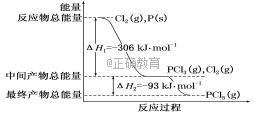 能量
反应物总能量
Cl₂(g),P(s)
ΔH₁=-306 kJ·mol⁻¹
@正确教育
中间产物总能量
PCl₃(g),Cl₂(g)
ΔH₂=-93 kJ·mol⁻¹
最终产物总能量
PCl₅(g)
反应过程